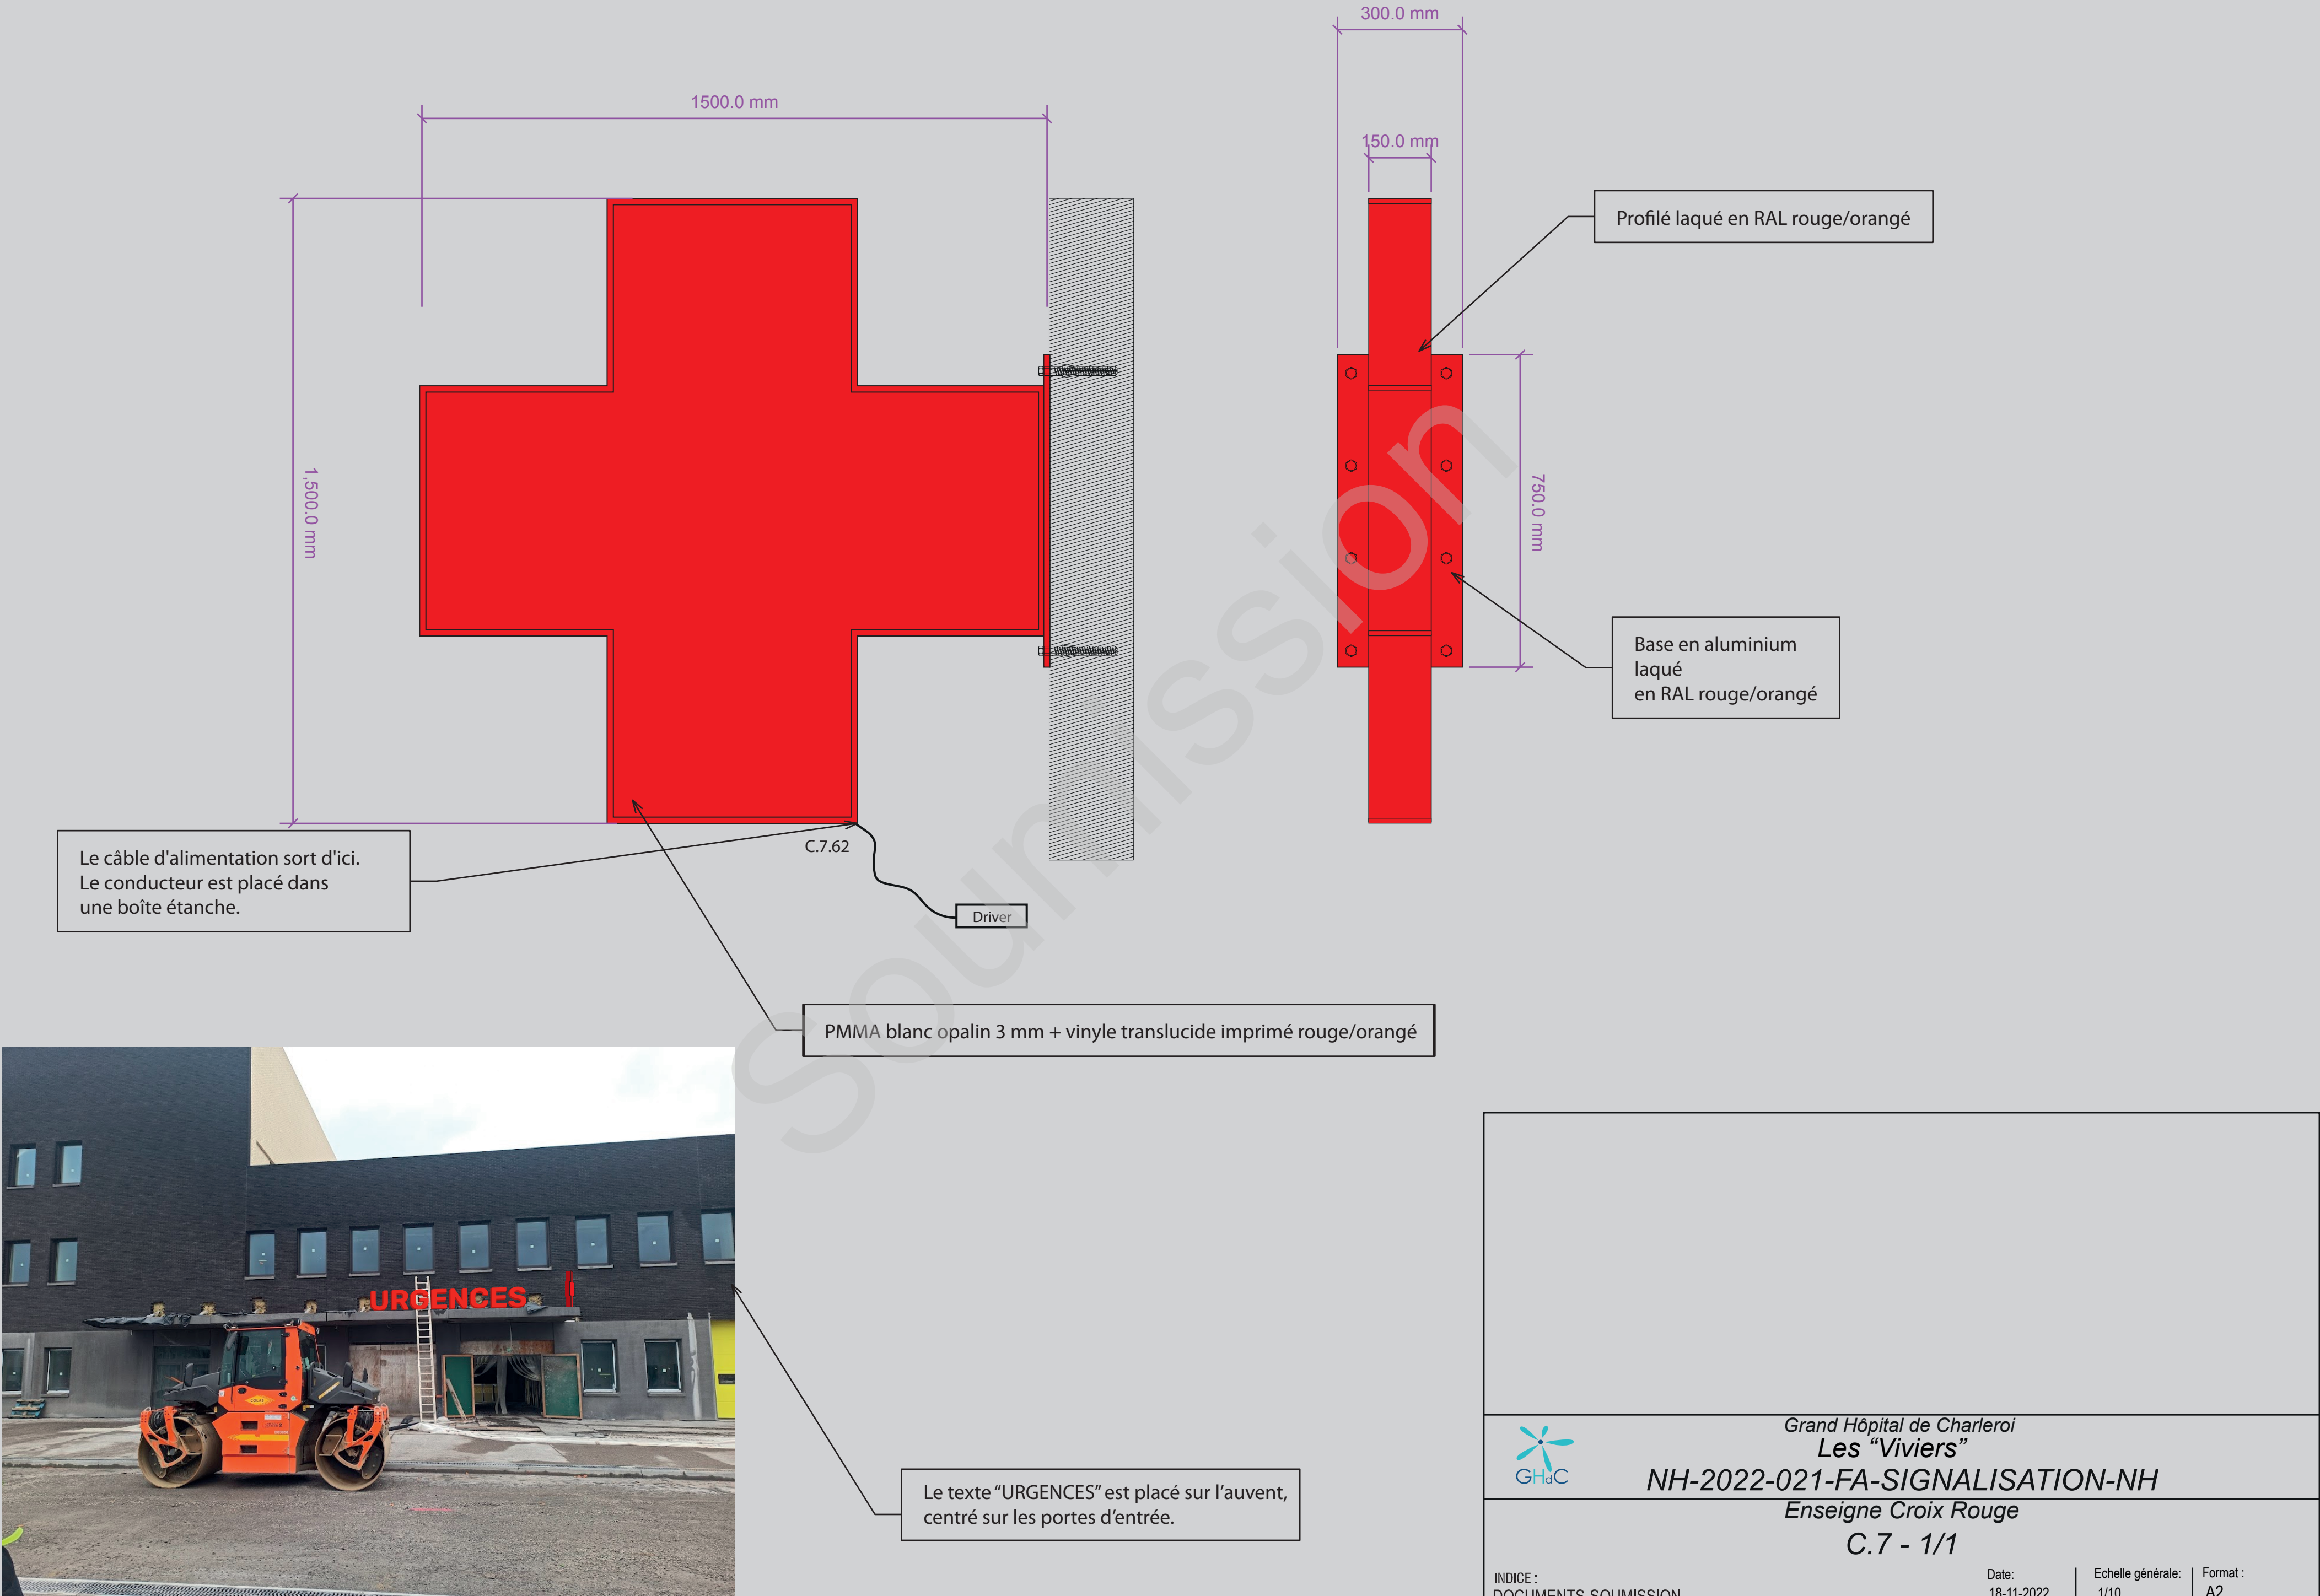 300.0 mm
1500.0 mm
150.0 mm
Profilé laqué en RAL rouge/orangé
1,500.0 mm
750.0 mm
Base en aluminium
laqué
en RAL rouge/orangé
Le câble d'alimentation sort d'ici.
Le conducteur est placé dans
une boîte étanche.
C.7.62
Driver
PMMA blanc opalin 3 mm + vinyle translucide imprimé rouge/orangé
Soumission
URGENCES
COLAS
Le texte “URGENCES” est placé sur l’auvent,
centré sur les portes d’entrée.
GHdC
Grand Hôpital de Charleroi
Les “Viviers”
NH-2022-021-FA-SIGNALISATION-NH
Enseigne Croix Rouge
C.7 - 1/1
INDICE :
DOCUMENTS SOUMISSION
Date:
18-11-2022
Echelle générale:
1/10
Format :
A2